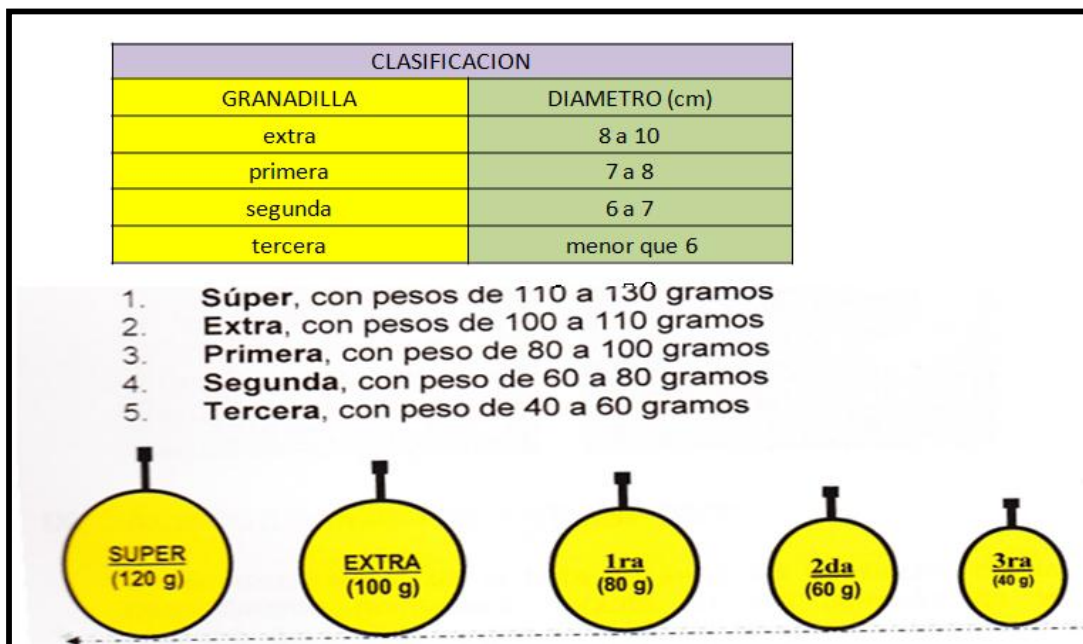 CLASIFICACION
GRANADILLA DIAMETRO (cm)
extra 8 a 10
primera 7 a 8
segunda 6 a 7
tercera menor que 6
1. Súper, con pesos de 110 a 130 gramos
2. Extra, con pesos de 100 a 110 gramos
3. Primera, con peso de 80 a 100 gramos
4. Segunda, con peso de 60 a 80 gramos
5. Tercera, con peso de 40 a 60 gramos
SUPER
(120 g)
EXTRA
(100 g)
1ra
(80 g)
2da
(60 g)
3ra
(40 g)